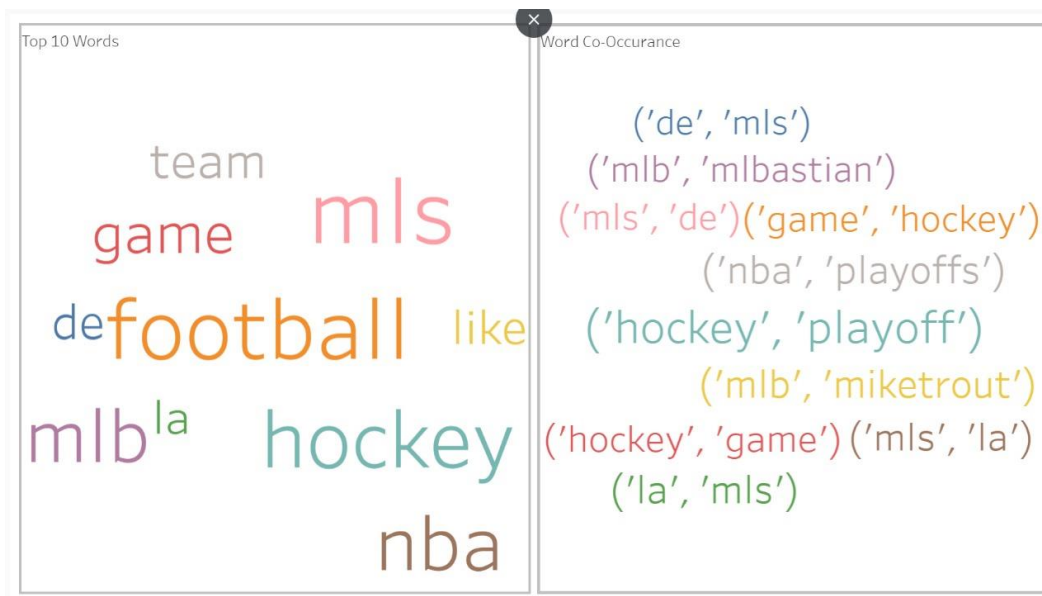 ×
Top 10 Words
team
mls
game
de
football
like
mlb
la
hockey
nba
Word Co-Occurance
('de', 'mls')
('mlb', 'mlbastian')
('mls', 'de') ('game', 'hockey')
('nba', 'playoffs')
('hockey', 'playoff')
('mlb', 'miketrout')
('hockey', 'game') ('mls', 'la')
('la', 'mls')